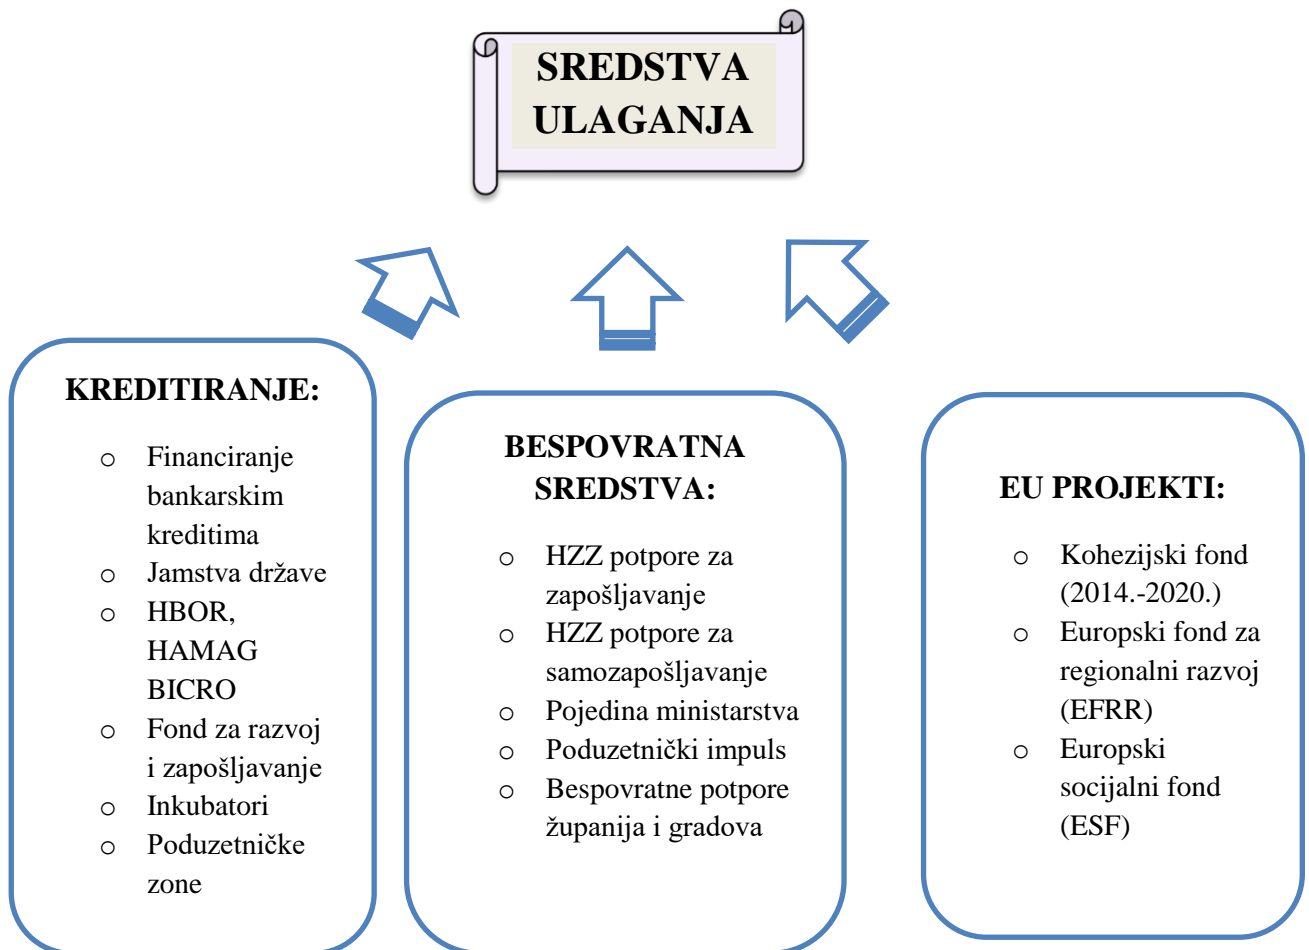 SREDSTVA
ULAGANJA
KREDITIRANJE:
o Financiranje
bankarskim
kreditima
o Jamstva države
o HBOR,
HAMAG
BICRO
o Fond za razvoj
i zapošljavanje
o Inkubatori
o Poduzetničke
zone
BESPOVRATNA
SREDSTVA:
o HZZ potpore za
zapošljavanje
o HZZ potpore za
samozapošljavanje
o Pojedina ministarstva
o Poduzetnički impuls
o Bespovratne potpore
županija i gradova
EU PROJEKTI:
o Kohezijski fond
(2014.-2020.)
o Europski fond za
regionalni razvoj
(EFRR)
o Europski
socijalni fond
(ESF)